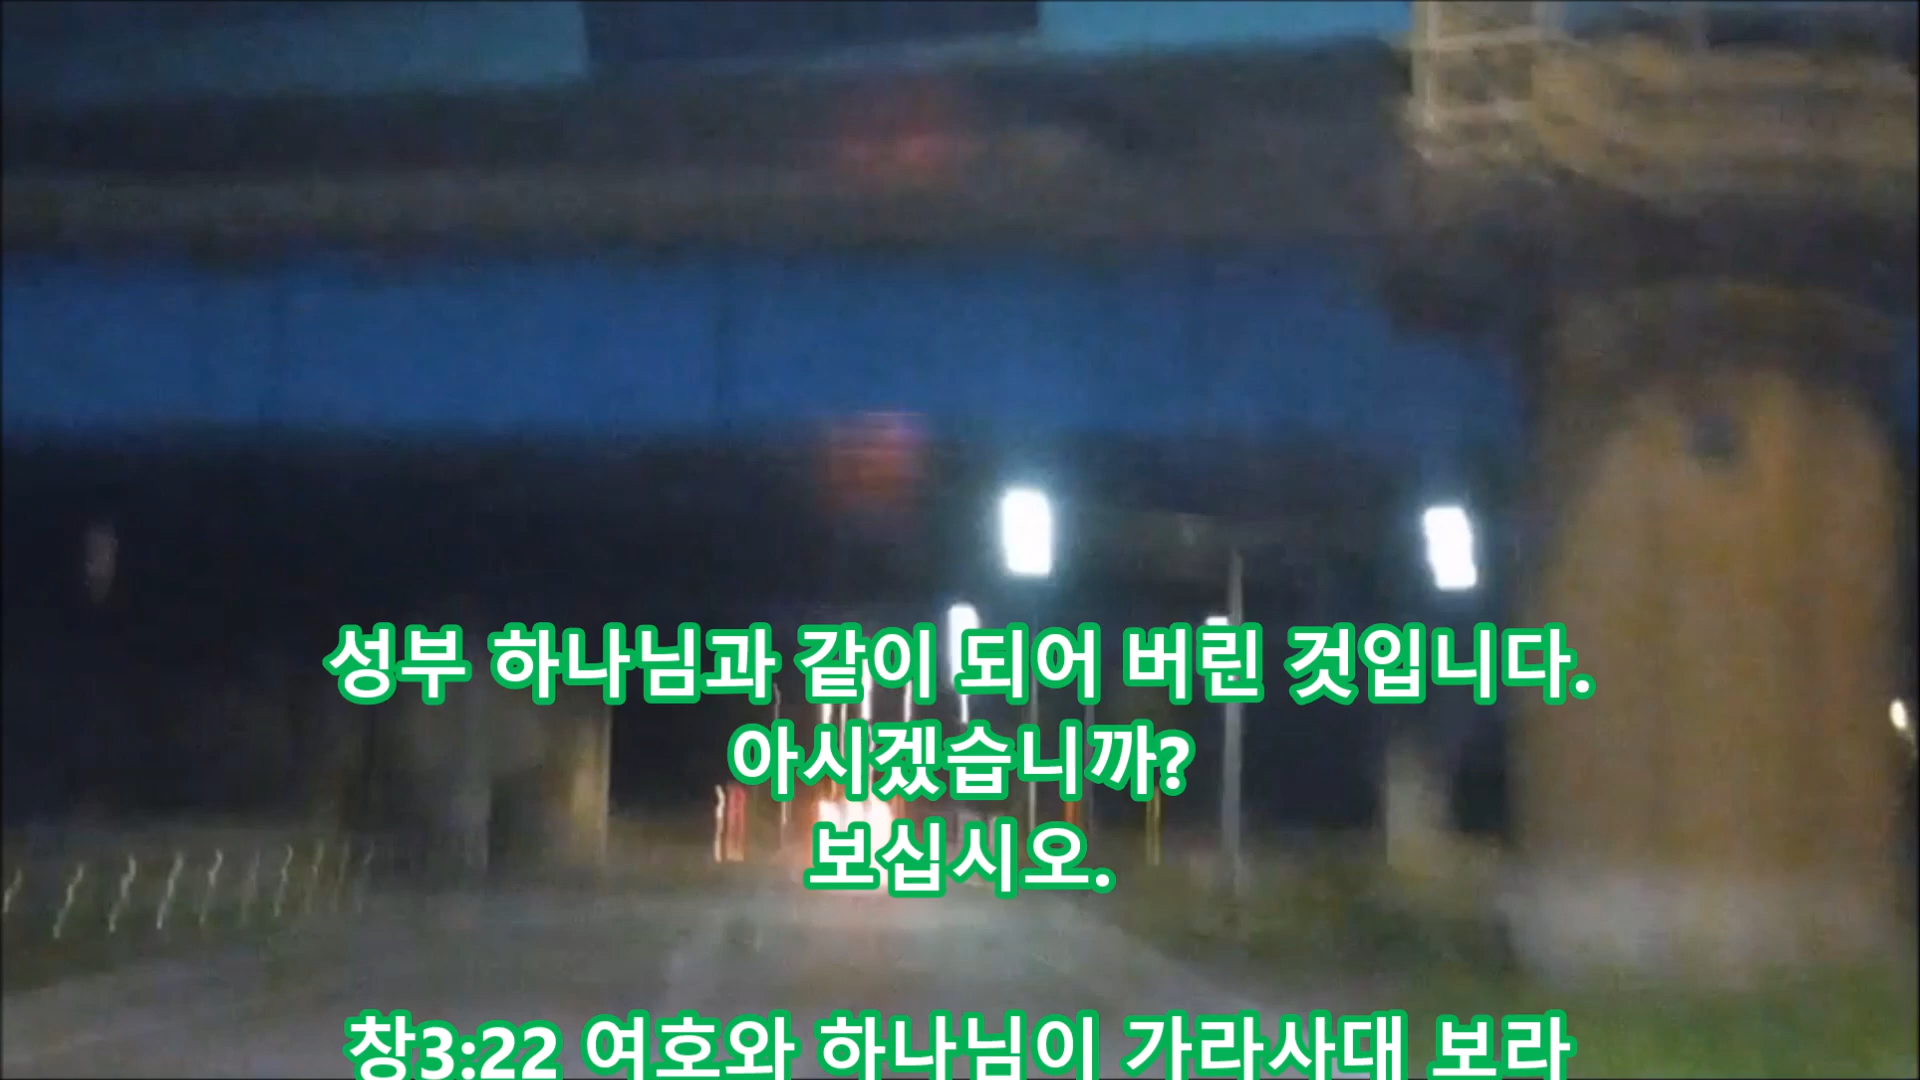 성부 하나님과 같이 되어 버린 것입니다.
아시겠습니까?
보십시오.
창3:22 여호와 하나님이 가라사대 보라